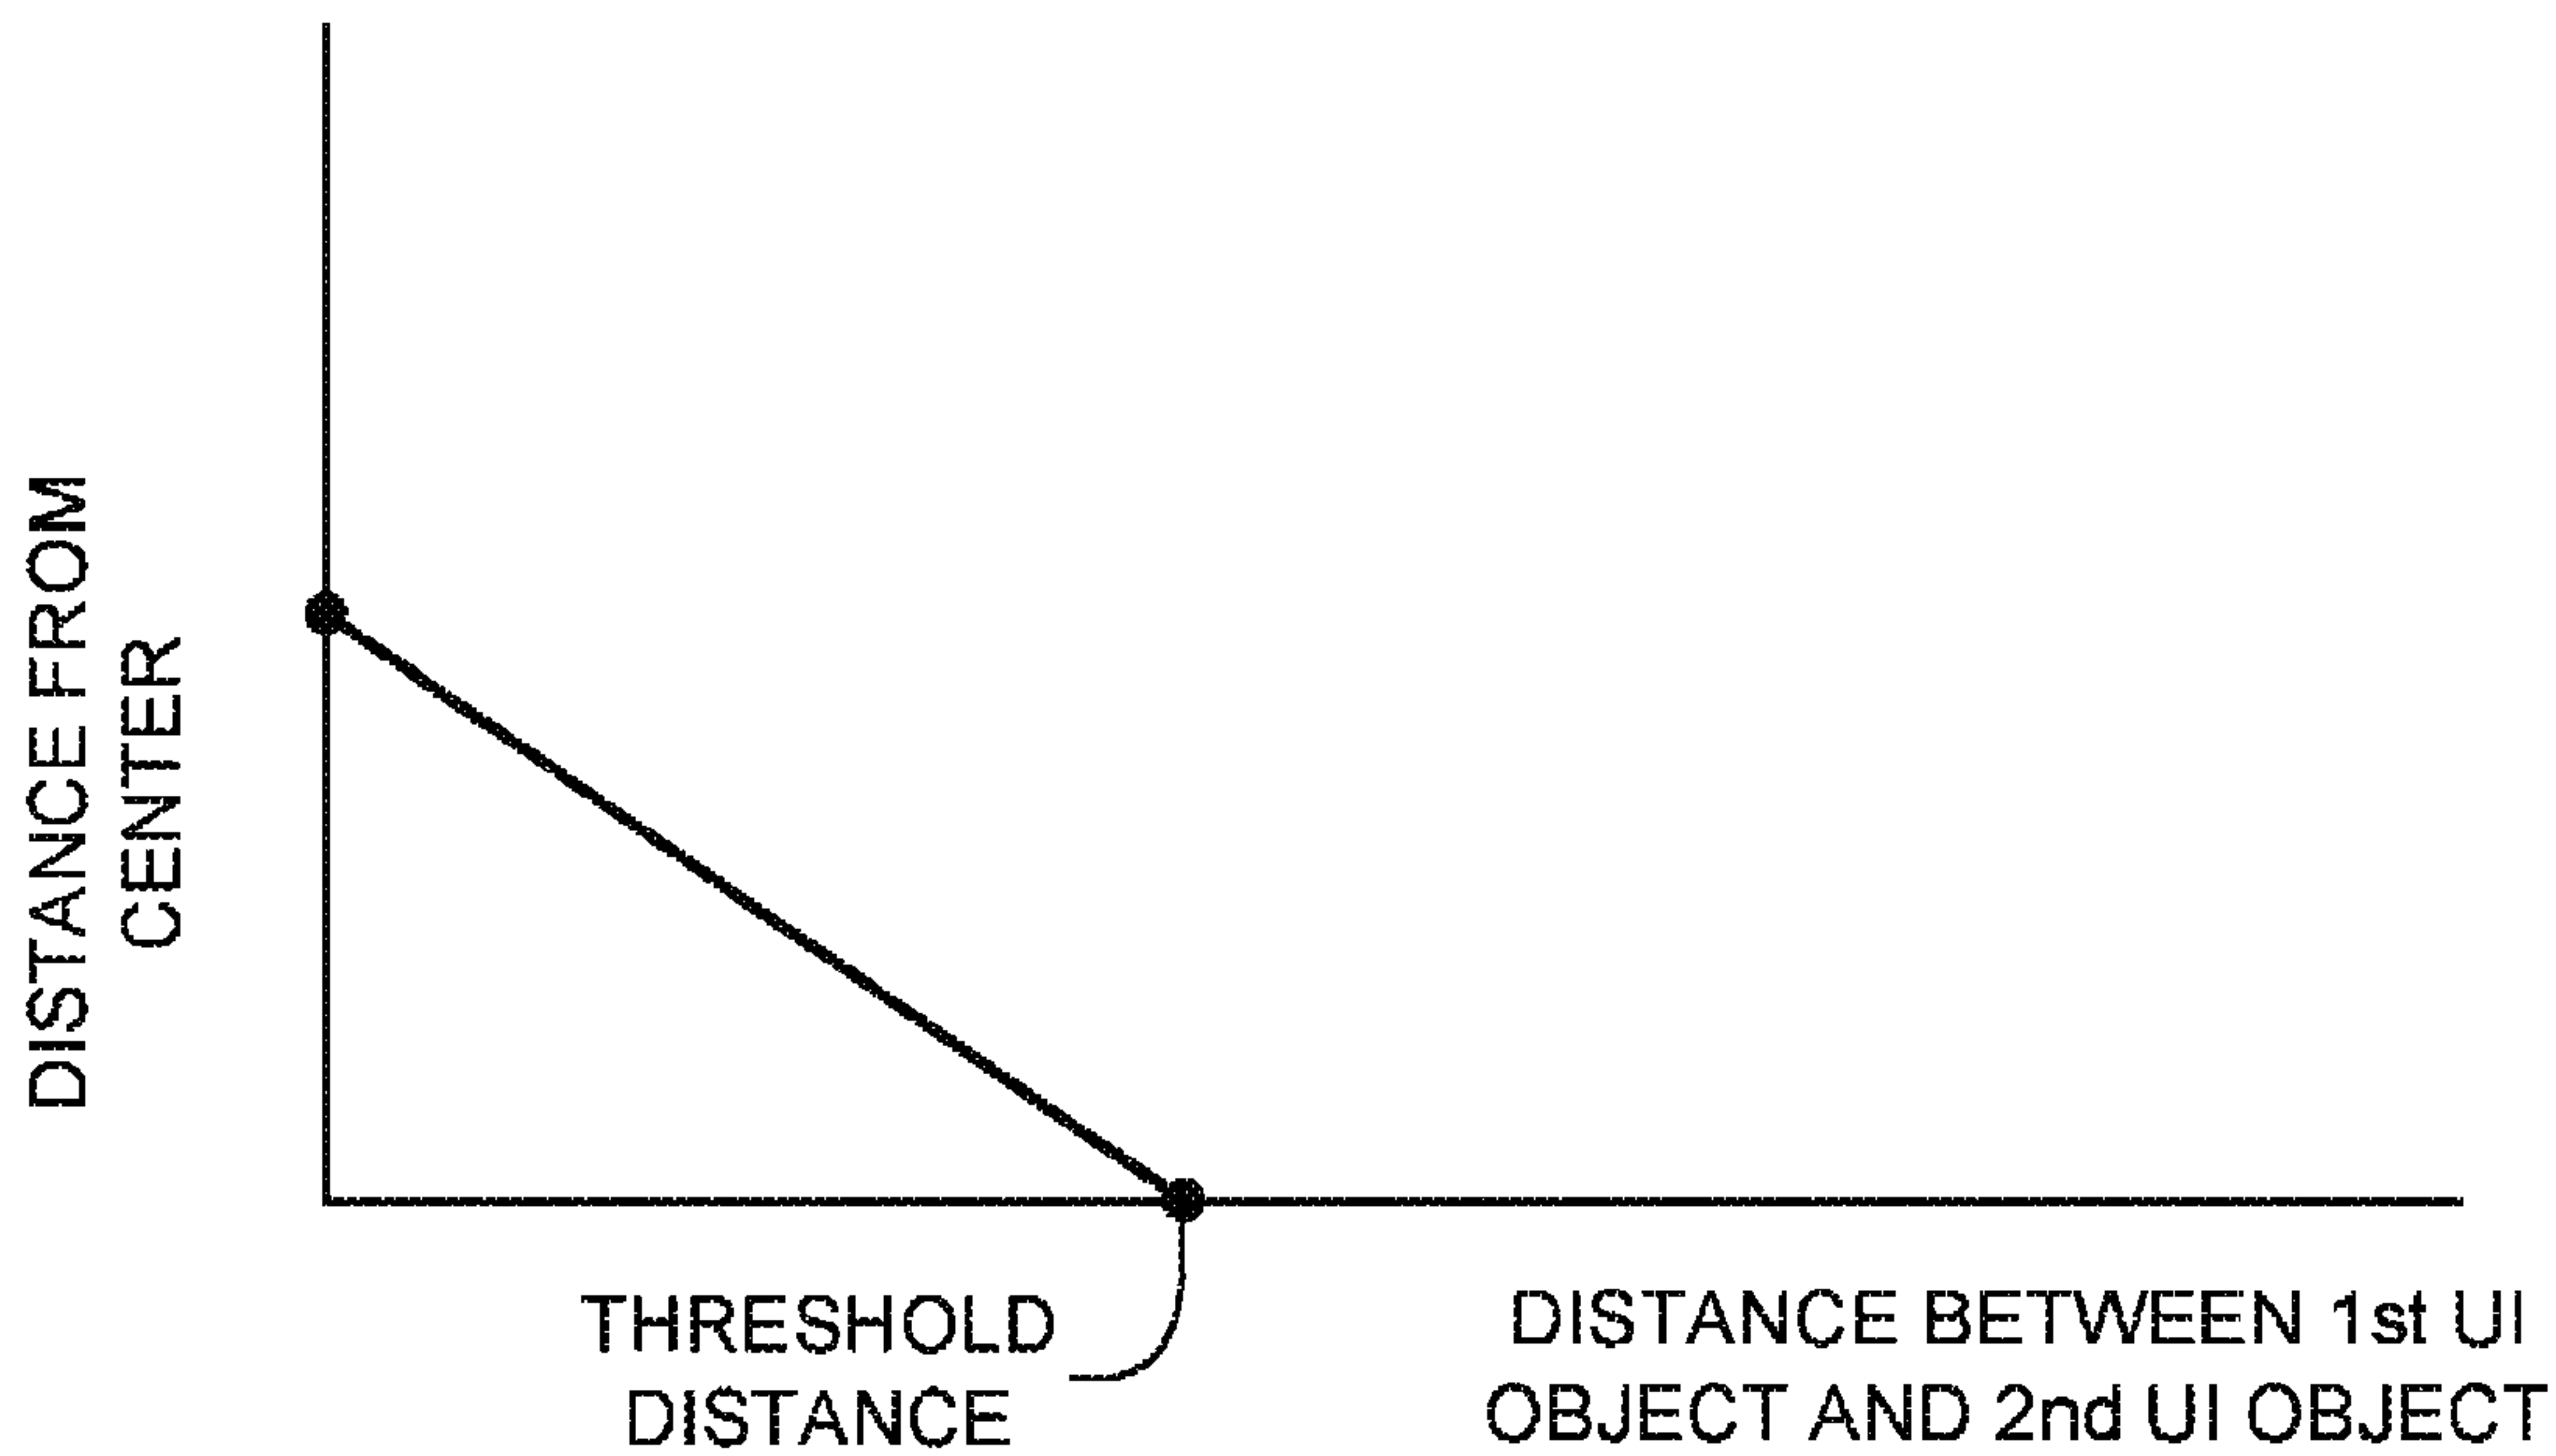 DISTANCE FROM
CENTER
THRESHOLD
DISTANCE
DISTANCE BETWEEN 1st UI
OBJECT AND 2nd UI OBJECT